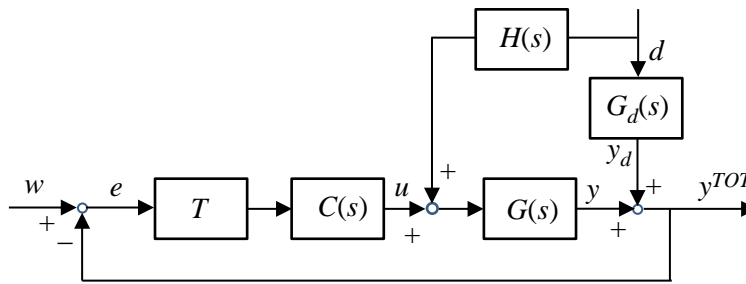 H(s)
d
G_d(s)
y_d
w
e
T
C(s)
u
G(s)
y
y^{TOT}
+
−
+
+
+
+